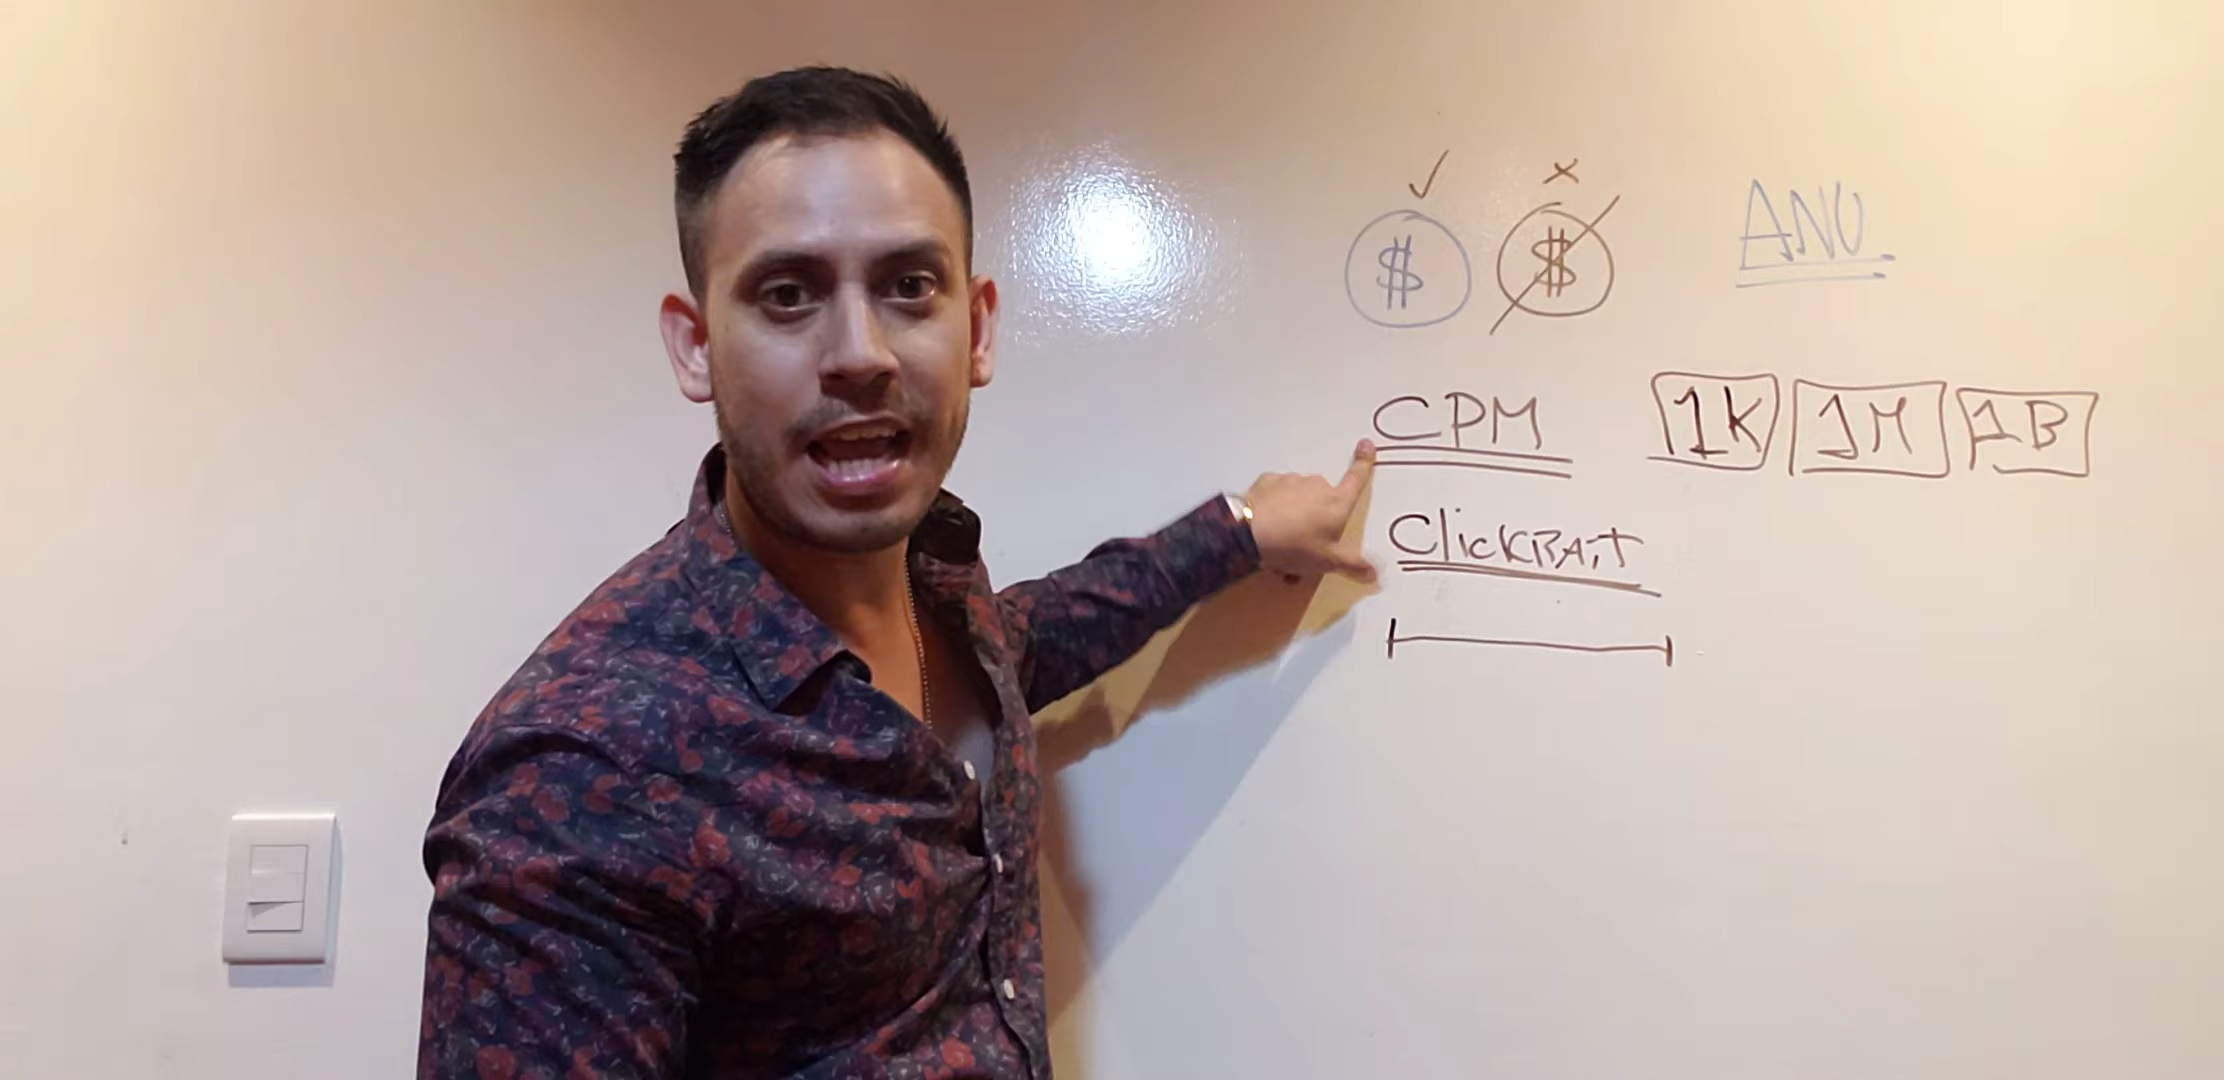 ✓ x
$ $ ANU
CPM 1K 1M 1B
ClickBAiT